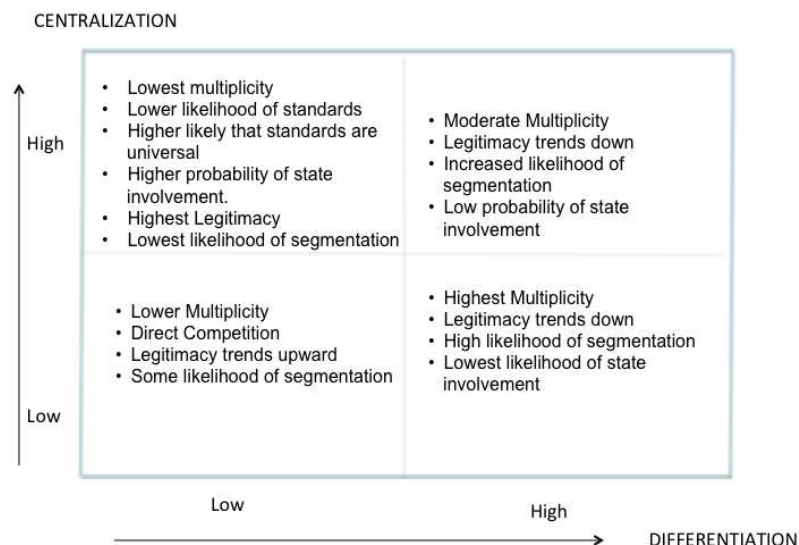 CENTRALIZATION
High
• Lowest multiplicity
• Lower likelihood of standards
• Higher likely that standards are
universal
• Higher probability of state
involvement.
• Highest Legitimacy
• Lowest likelihood of segmentation
• Moderate Multiplicity
• Legitimacy trends down
• Increased likelihood of
segmentation
• Low probability of state
involvement
• Lower Multiplicity
• Direct Competition
• Legitimacy trends upward
• Some likelihood of segmentation
• Highest Multiplicity
• Legitimacy trends down
• High likelihood of segmentation
• Lowest likelihood of state
involvement
Low
Low
High
DIFFERENTIATION